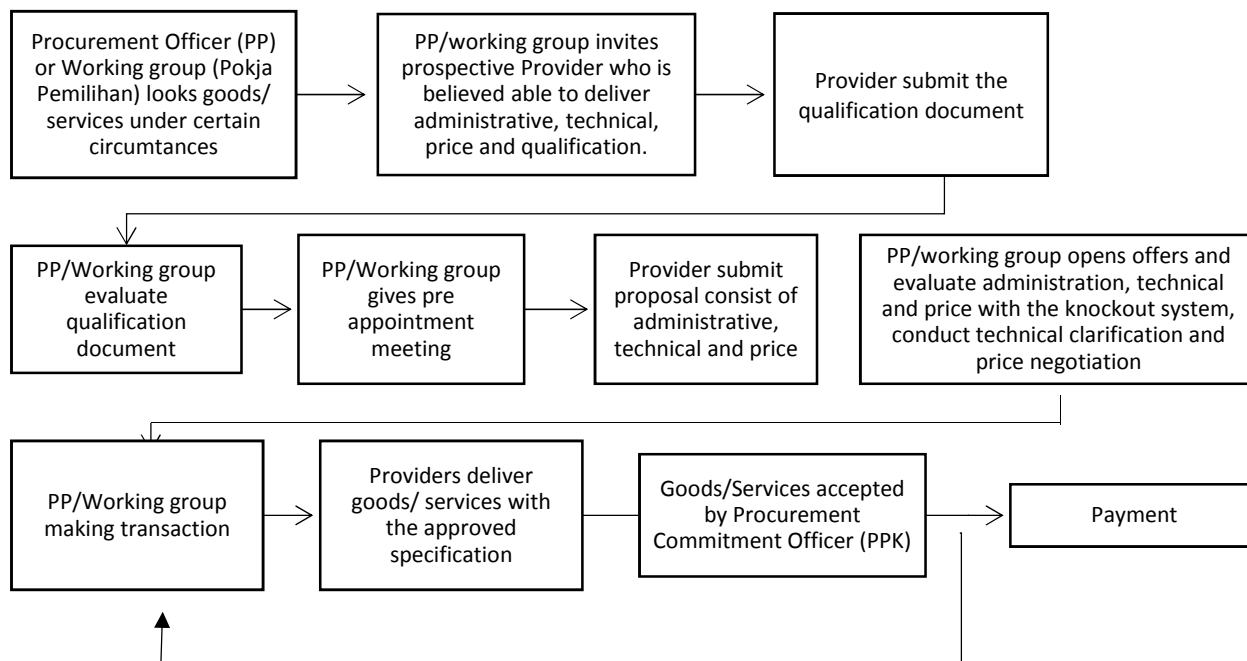 Procurement Officer (PP)
or Working group (Pokja
Pemilihan) looks goods/
services under certain
circumtances
PP/working group invites
prospective Provider who is
believed able to deliver
administrative, technical,
price and qualification.
Provider submit the
qualification document
PP/Working group
evaluate
qualification
document
PP/Working group
gives pre
appointment
meeting
Provider submit
proposal consist of
administrative,
technical and price
PP/working group opens offers and
evaluate administration, technical
and price with the knockout system,
conduct technical clarification and
price negotiation
PP/Working group
making transaction
Providers deliver
goods/ services with
the approved
specification
Goods/Services accepted
by Procurement
Commitment Officer (PPK)
Payment